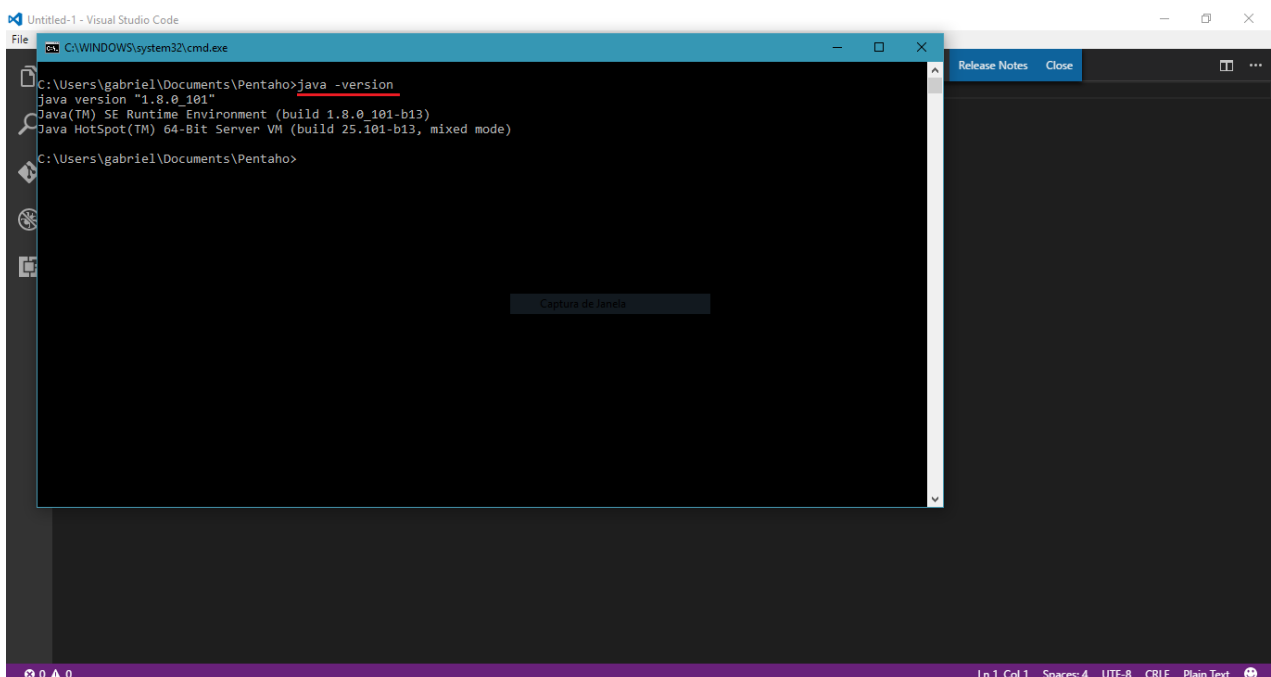 Untitled-1 - Visual Studio Code
File
C:\WINDOWS\system32\cmd.exe
Release Notes Close
C:\Users\gabriel\Documents\Pentaho>java -version
java version "1.8.0_101"
Java(TM) SE Runtime Environment (build 1.8.0_101-b13)
Java HotSpot(TM) 64-Bit Server VM (build 25.101-b13, mixed mode)
C:\Users\gabriel\Documents\Pentaho>
Captura de Janela
0 0 Ln 1, Col 1 Spaces: 4 UTF-8 CRLF Plain Text